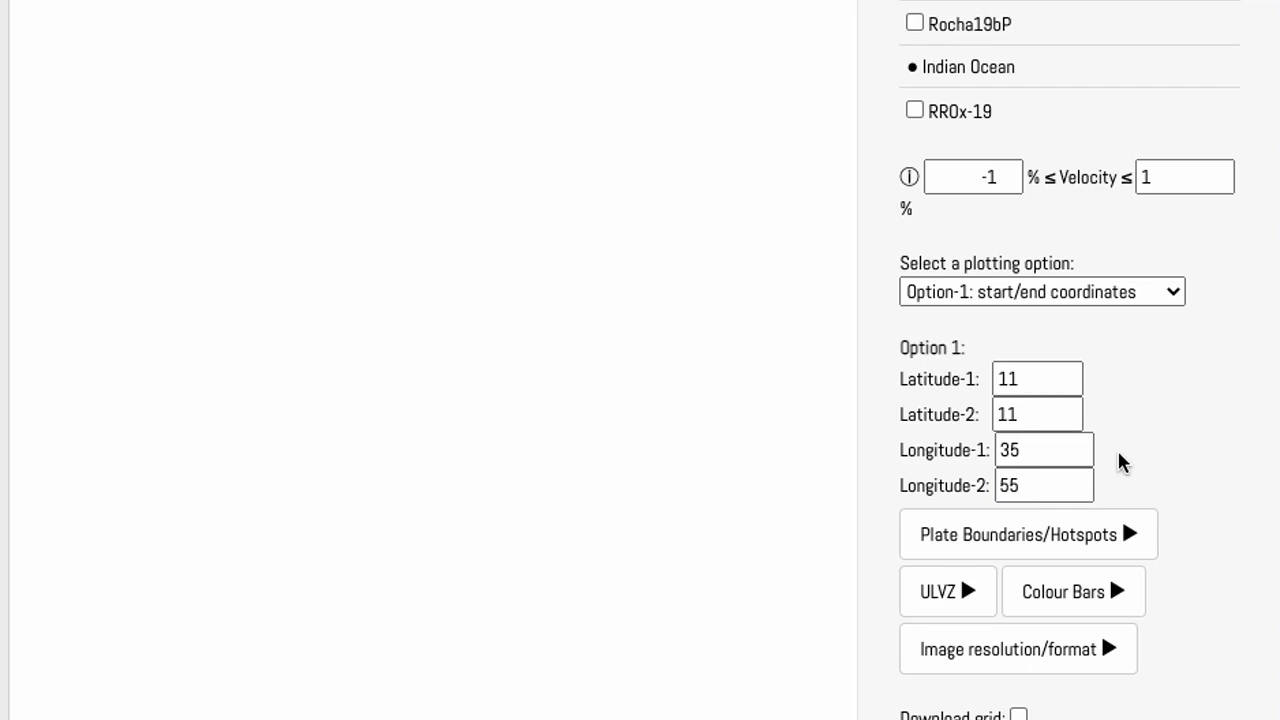 Rocha19bP
● Indian Ocean
RROx-19
ⓘ -1 % ≤ Velocity ≤ 1
%
Select a plotting option:
Option-1: start/end coordinates
Option 1:
Latitude-1: 11
Latitude-2: 11
Longitude-1: 35
Longitude-2: 55
Plate Boundaries/Hotspots ▶
ULVZ ▶ Colour Bars ▶
Image resolution/format ▶
Download grid: